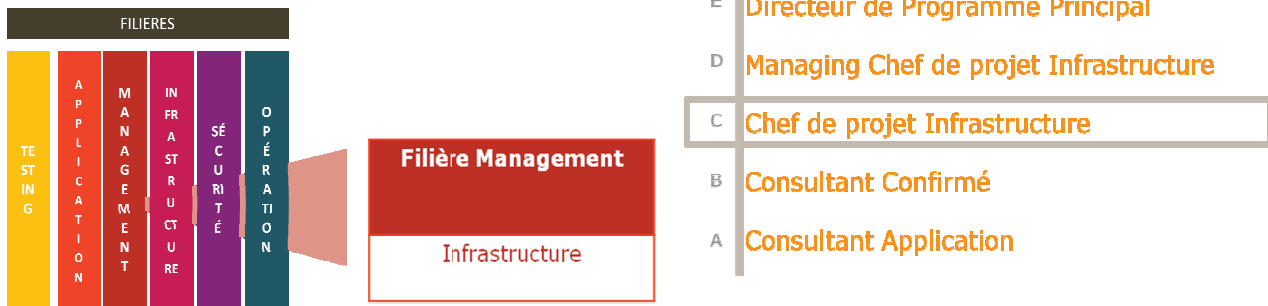 FILIERES
TESTING
APPLICATION
MANAGEMENT
INFRASTRUCTURE
SÉCURITÉ
OPÉRATION
Filière Management
Infrastructure
E Directeur de Programme Principal
D Managing Chef de projet Infrastructure
C Chef de projet Infrastructure
B Consultant Confirmé
A Consultant Application